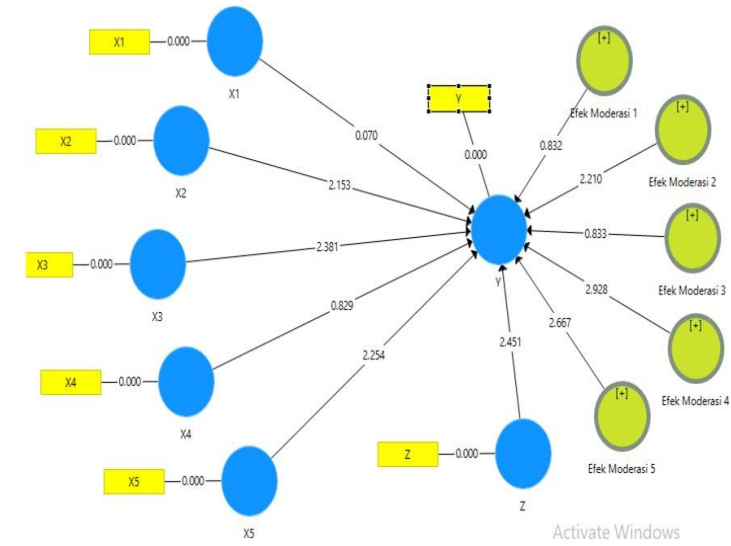 X1
0.000
X1
X2
0.000
X2
X3
0.000
X3
X4
0.000
X4
X5
0.000
X5
0.070
2.153
2.381
0.829
2.254
Y
0.000
Y
Z
0.000
Z
2.451
[+]
Efek Moderasi 1
0.832
[+]
Efek Moderasi 2
2.210
[+]
Efek Moderasi 3
0.833
[+]
Efek Moderasi 4
2.928
[+]
Efek Moderasi 5
2.667
Activate Windows